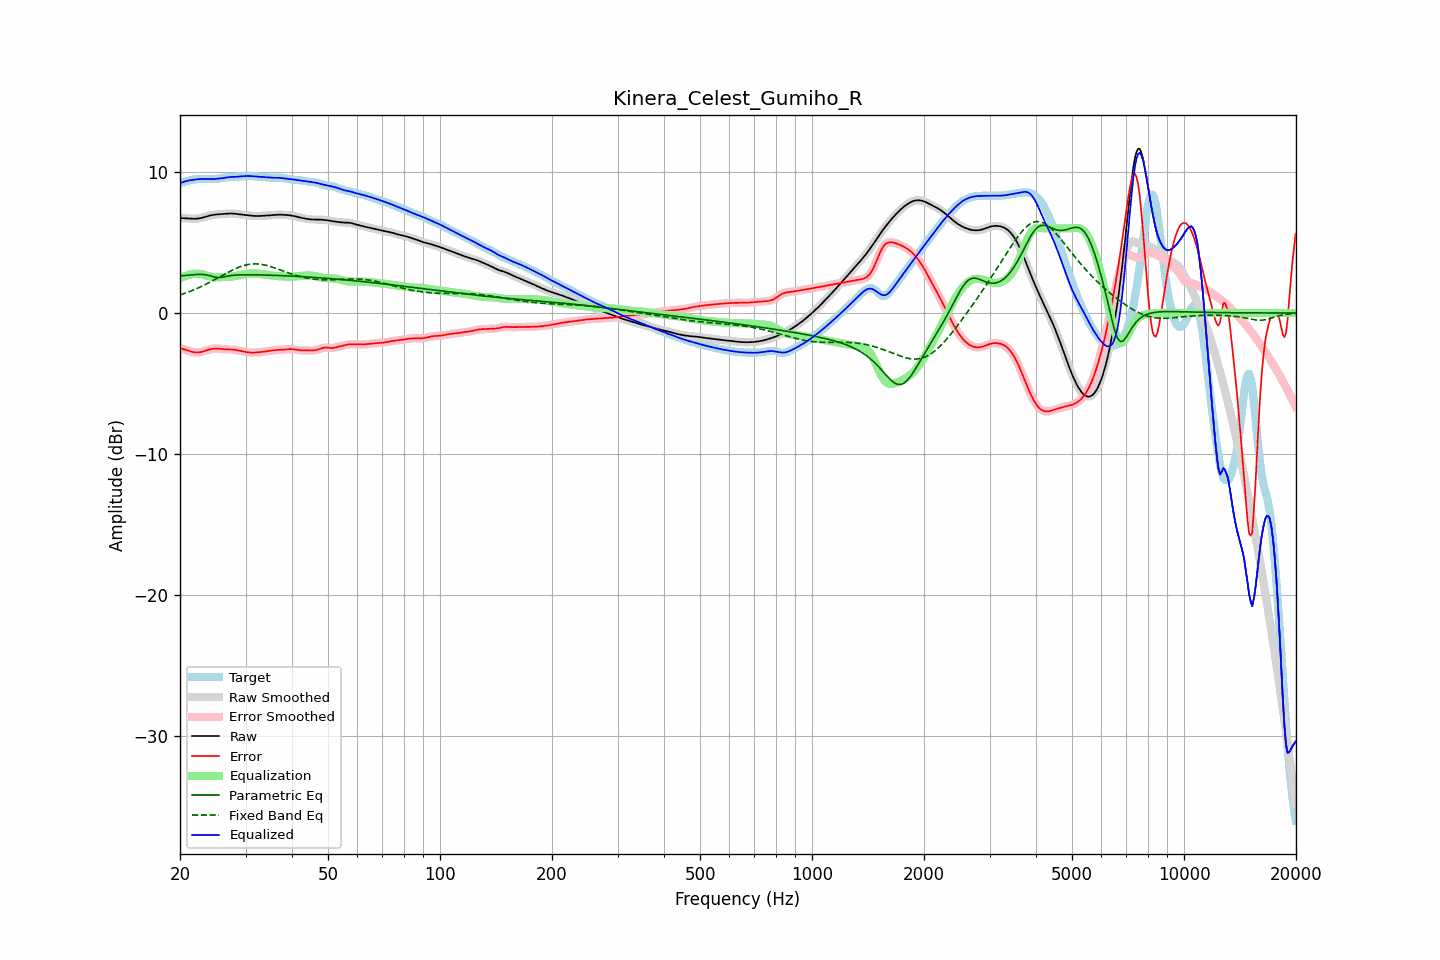 Kinera_Celest_Gumiho_R
Amplitude (dBr)
10
0
−10
−20
−30
Target
Raw Smoothed
Error Smoothed
Raw
Error
Equalization
Parametric Eq
Fixed Band Eq
Equalized
20 50 100 200 500 1000 2000 5000 10000 20000
Frequency (Hz)